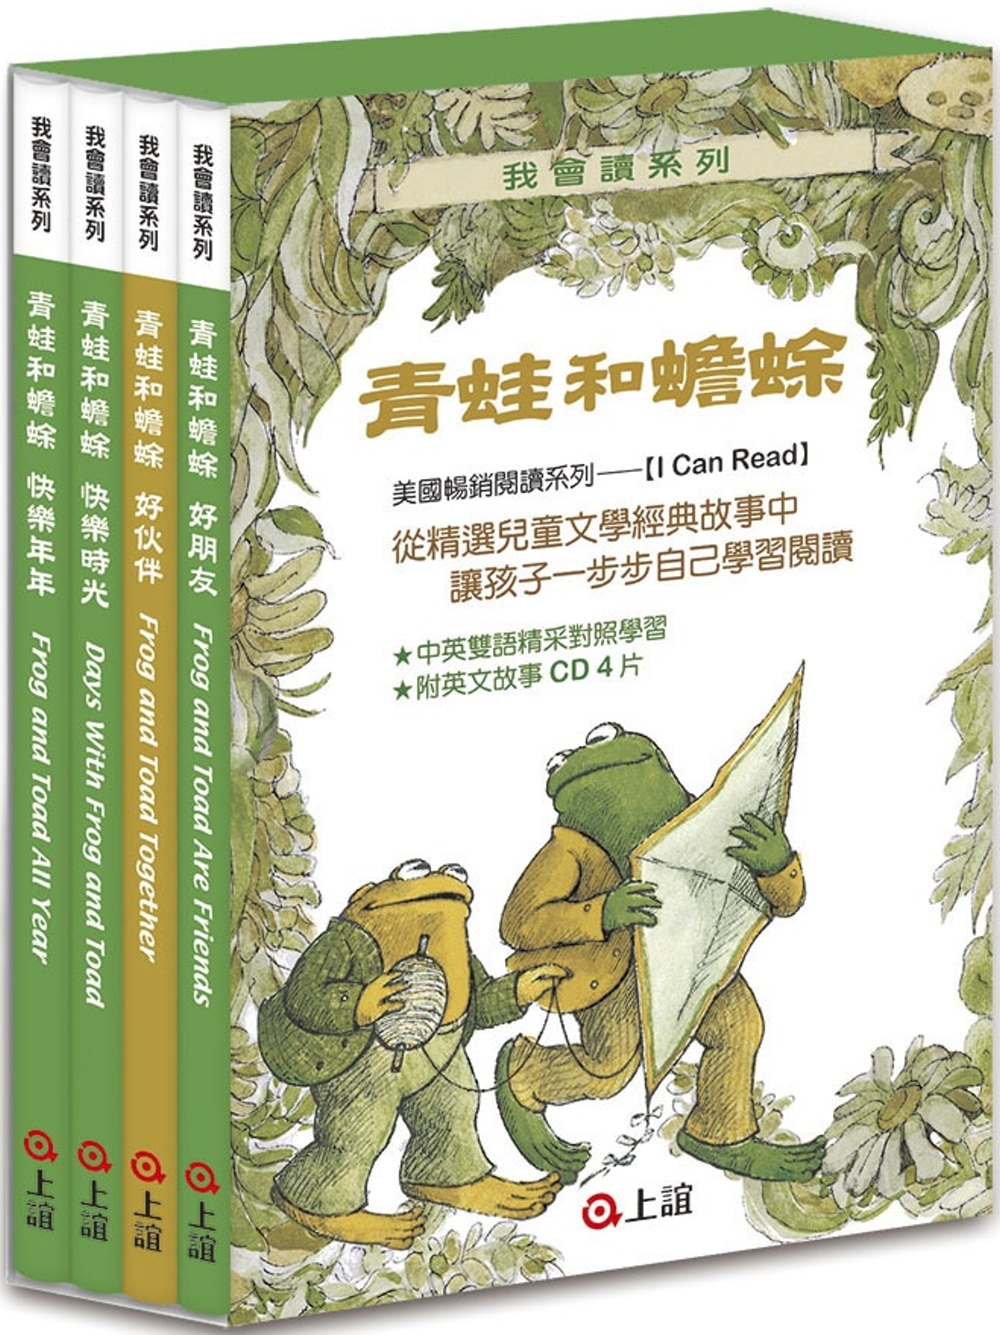 我會讀系列
青蛙和蟾蜍 快樂年年 Frog and Toad All Year
上誼
我會讀系列
青蛙和蟾蜍 快樂時光 Days With Frog and Toad
上誼
我會讀系列
青蛙和蟾蜍 好伙伴 Frog and Toad Together
上誼
我會讀系列
青蛙和蟾蜍 好朋友 Frog and Toad Are Friends
上誼
我會讀系列
青蛙和蟾蜍
美國暢銷閱讀系列——【I Can Read】
從精選兒童文學經典故事中
讓孩子一步步自己學習閱讀
★中英雙語精采對照學習
★附英文故事 CD 4 片
上誼